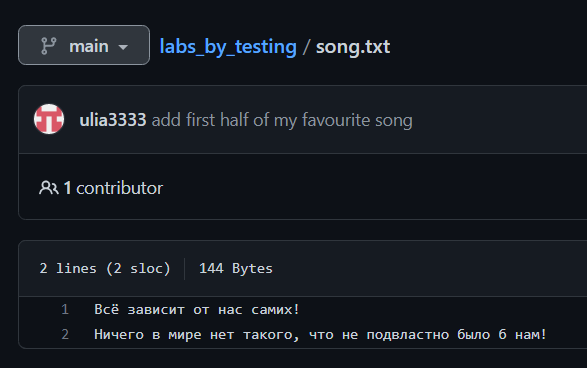 main labs_by_testing / song.txt
ulia3333 add first half of my favourite song
1 contributor
2 lines (2 sloc) 144 Bytes
1 Всё зависит от нас самих!
2 Ничего в мире нет такого, что не подвластно было б нам!